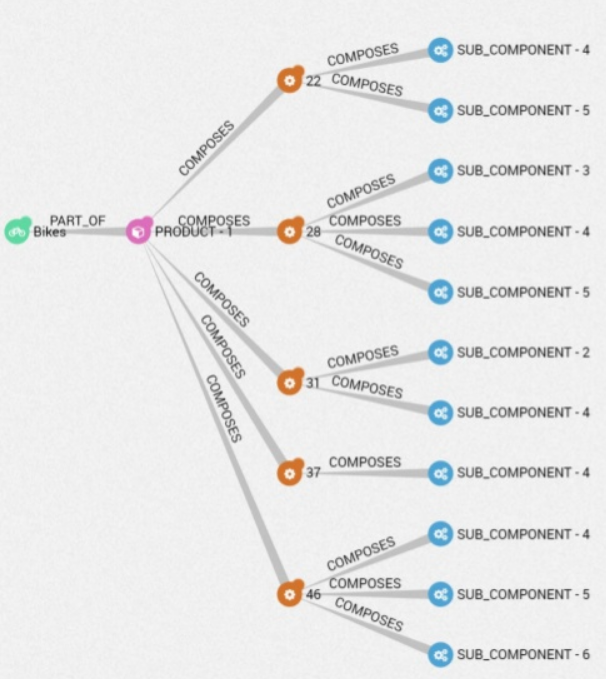 COMPOSES
SUB_COMPONENT - 4
22
COMPOSES
SUB_COMPONENT - 5
COMPOSES
COMPOSES
SUB_COMPONENT - 3
PART_OF
Bikes
COMPOSES
PRODUCT - 1
28
COMPOSES
SUB_COMPONENT - 4
COMPOSES
SUB_COMPONENT - 5
COMPOSES
COMPOSES
SUB_COMPONENT - 2
31
COMPOSES
SUB_COMPONENT - 4
COMPOSES
37
COMPOSES
SUB_COMPONENT - 4
COMPOSES
COMPOSES
SUB_COMPONENT - 4
46
COMPOSES
SUB_COMPONENT - 5
COMPOSES
SUB_COMPONENT - 6